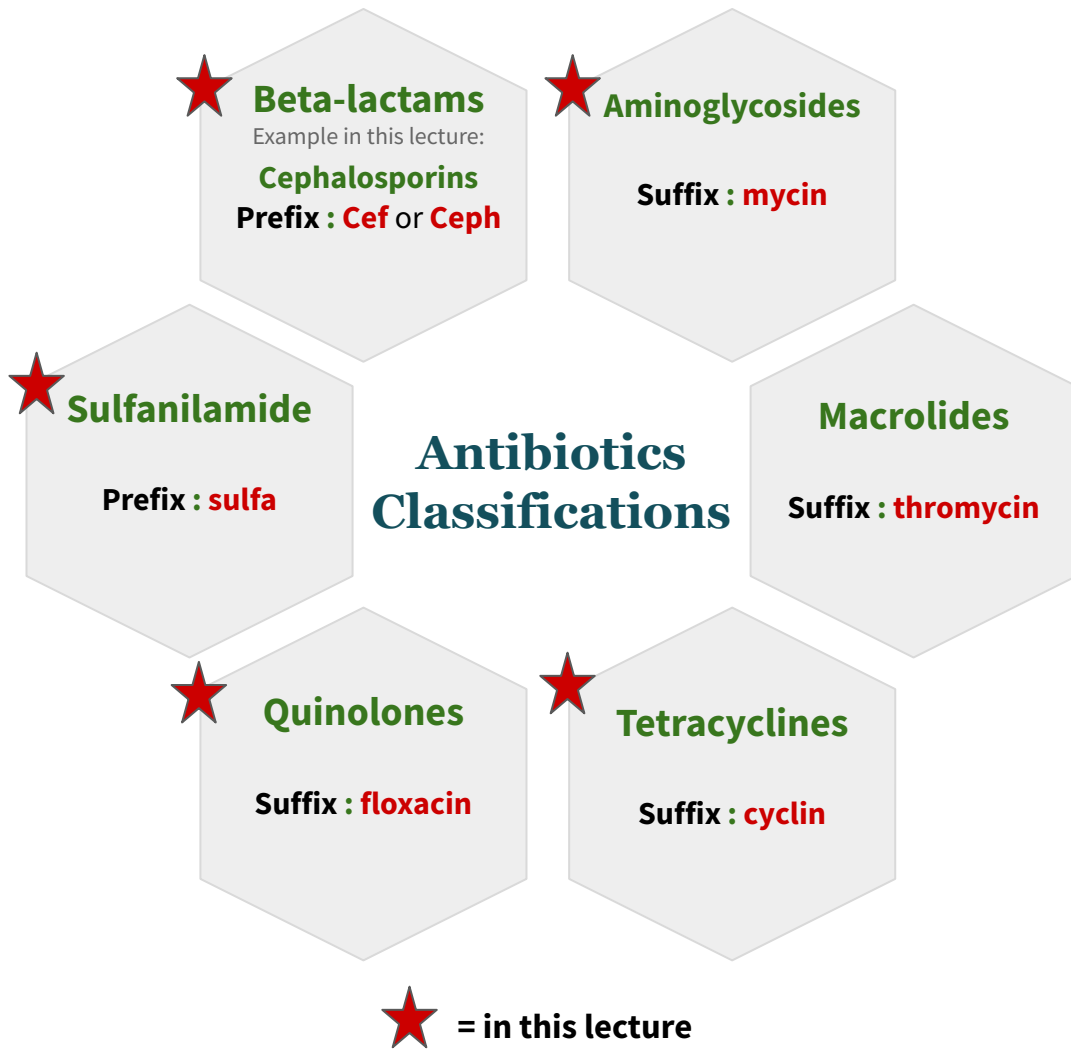 Beta-lactams
Example in this lecture:
Cephalosporins
Prefix : Cef or Ceph
Aminoglycosides
Suffix : mycin
Sulfanilamide
Prefix : sulfa
Antibiotics
Classifications
Macrolides
Suffix : thromycin
Quinolones
Suffix : floxacin
Tetracyclines
Suffix : cyclin
= in this lecture